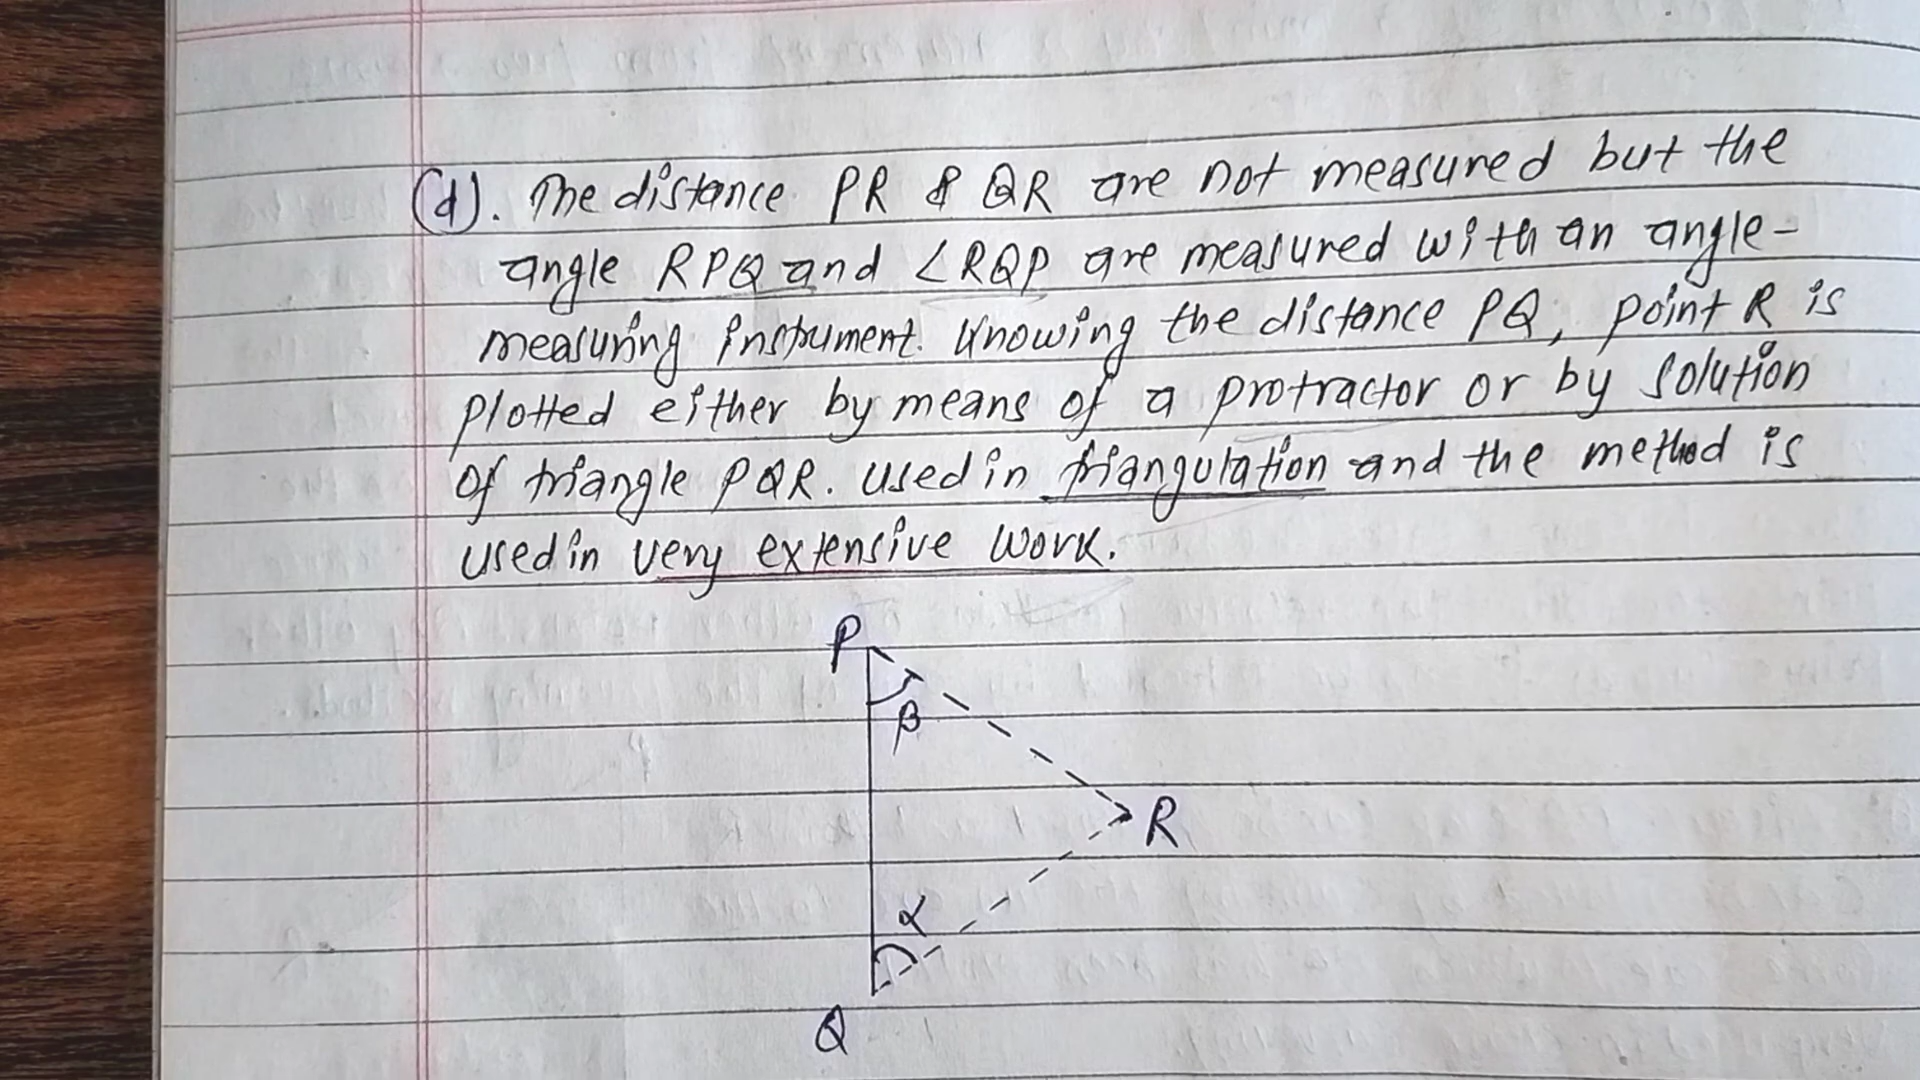 (d). The distance PR & QR are not measured but the
angle RPQ and ∠RQP are measured with an angle-
measuring instrument. Knowing the distance PQ, point R is
plotted either by means of a protractor or by solution
of triangle PQR. used in triangulation and the method is
used in very extensive work.
P
β
R
α
Q